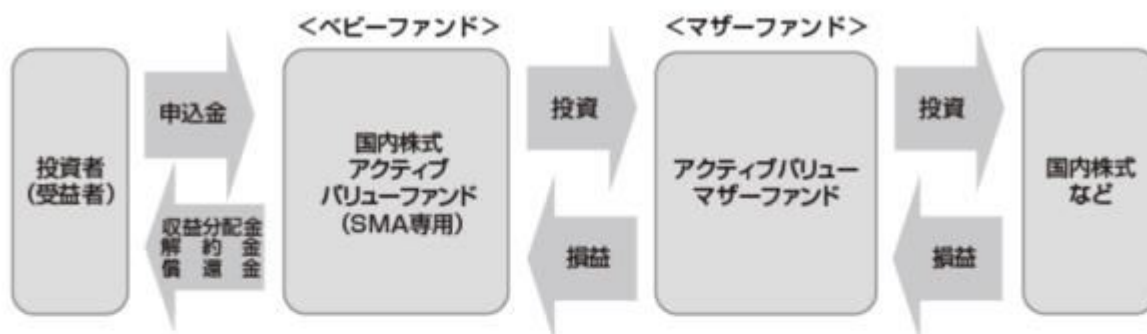 <ベビーファンド>
<マザーファンド>
投資者
(受益者)
申込金
収益分配金
解約金
償還金
国内株式
アクティブ
バリューファンド
(SMA専用)
投資
損益
アクティブバリュー
マザーファンド
投資
損益
国内株式
など